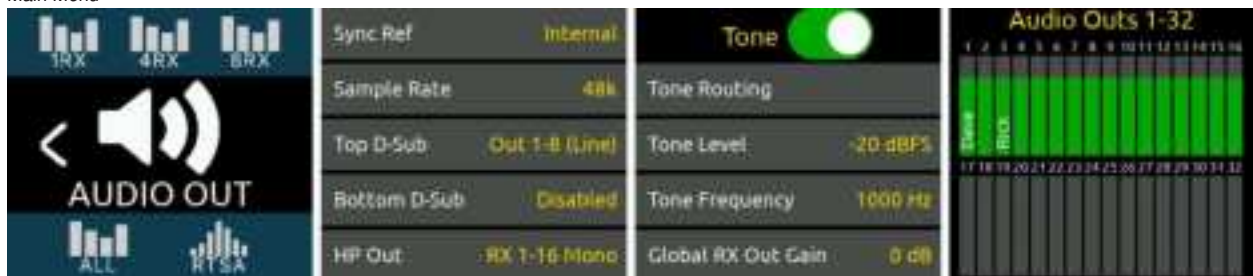 Main Menu
1RX 4RX 8RX
AUDIO OUT
ALL RTSA
Sync Ref Internal
Sample Rate 48k
Top D-Sub Out 1-8 (Line)
Bottom D-Sub Disabled
HP Out RX 1-16 Mono
Tone
Tone Routing
Tone Level -20 dBFS
Tone Frequency 1000 Hz
Global RX Out Gain 0 dB
Audio Outs 1-32
1 2 3 4 5 6 7 8 9 10 11 12 13 14 15 16
Dave Rick
17 18 19 20 21 22 23 24 25 26 27 28 29 30 31 32